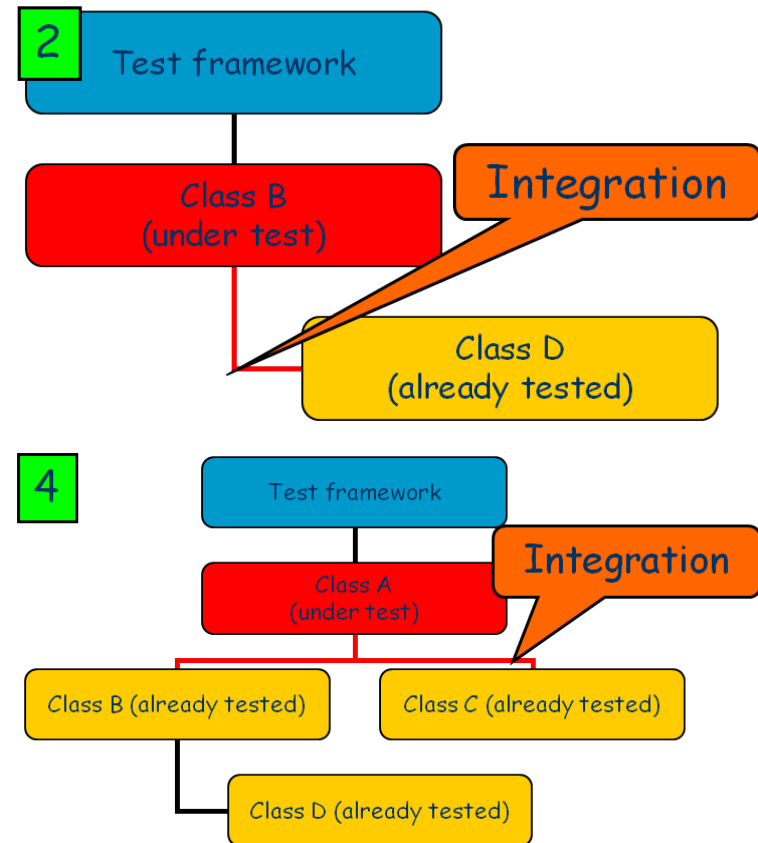 2
Test framework
Class B
(under test)
Integration
Class D
(already tested)
4
Test framework
Class A
(under test)
Integration
Class B (already tested)
Class C (already tested)
Class D (already tested)